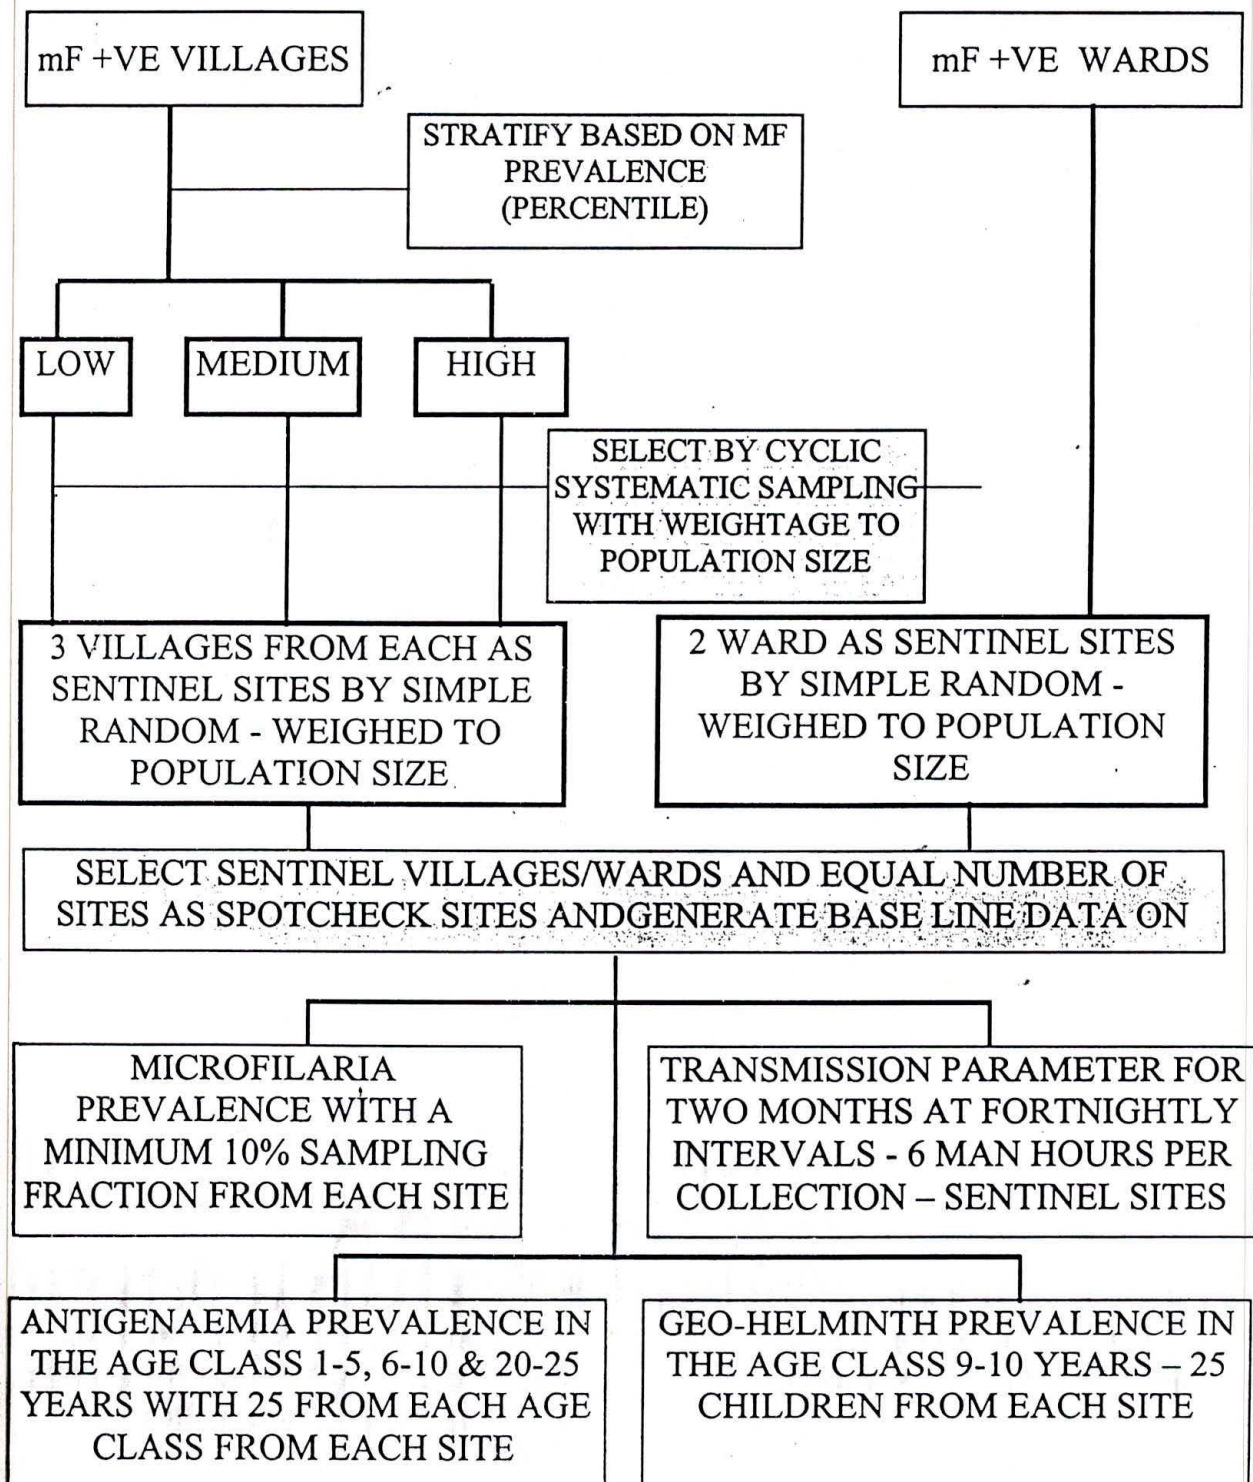 mF +VE VILLAGES
mF +VE WARDS
STRATIFY BASED ON MF
PREVALENCE
(PERCENTILE)
LOW
MEDIUM
HIGH
SELECT BY CYCLIC
SYSTEMATIC SAMPLING
WITH WEIGHTAGE TO
POPULATION SIZE
3 VILLAGES FROM EACH AS
SENTINEL SITES BY SIMPLE
RANDOM - WEIGHED TO
POPULATION SIZE
2 WARD AS SENTINEL SITES
BY SIMPLE RANDOM -
WEIGHED TO POPULATION
SIZE
SELECT SENTINEL VILLAGES/WARDS AND EQUAL NUMBER OF
SITES AS SPOTCHECK SITES ANDGENERATE BASE LINE DATA ON
MICROFILARIA
PREVALENCE WITH A
MINIMUM 10% SAMPLING
FRACTION FROM EACH SITE
TRANSMISSION PARAMETER FOR
TWO MONTHS AT FORTNIGHTLY
INTERVALS - 6 MAN HOURS PER
COLLECTION – SENTINEL SITES
ANTIGENAEMIA PREVALENCE IN
THE AGE CLASS 1-5, 6-10 & 20-25
YEARS WITH 25 FROM EACH AGE
CLASS FROM EACH SITE
GEO-HELMINTH PREVALENCE IN
THE AGE CLASS 9-10 YEARS – 25
CHILDREN FROM EACH SITE